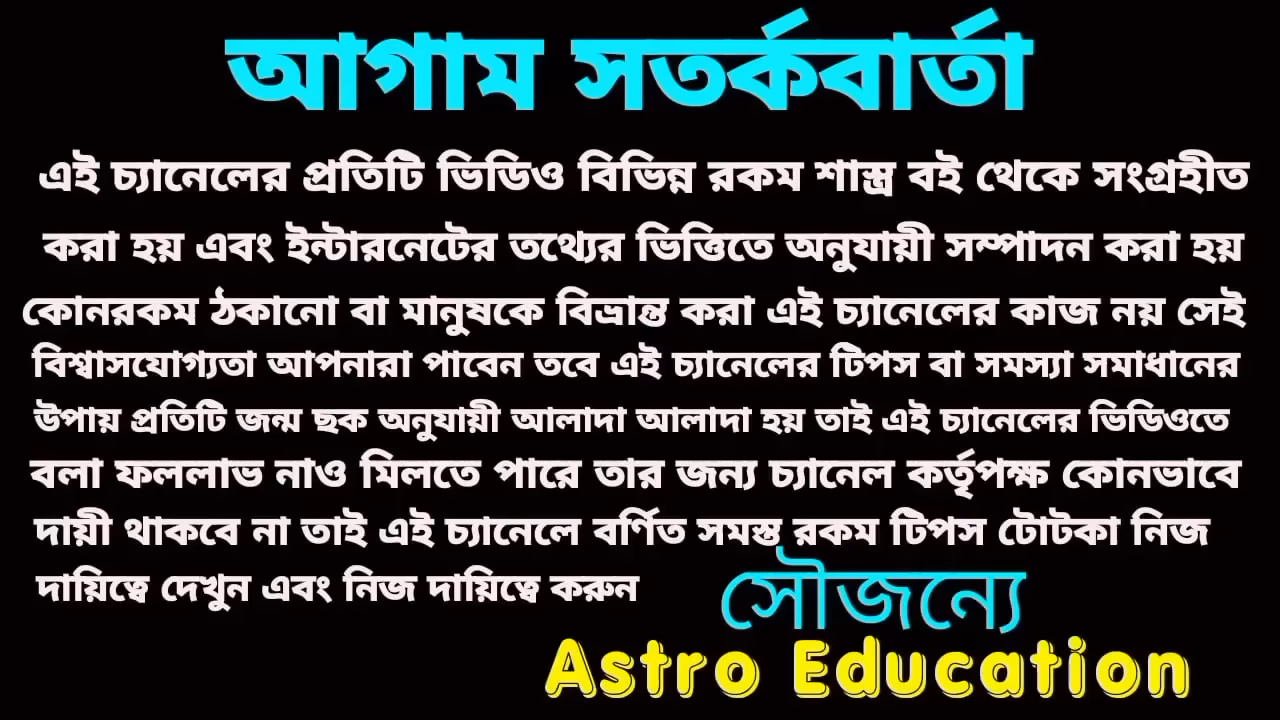 আগাম সতর্কবার্তা
এই চ্যানেলের প্রতিটি ভিডিও বিভিন্ন রকম শাস্ত্র বই থেকে সংগ্রহীত
করা হয় এবং ইন্টারনেটের তথ্যের ভিত্তিতে অনুযায়ী সম্পাদন করা হয়
কোনরকম ঠকানো বা মানুষকে বিভ্রান্ত করা এই চ্যানেলের কাজ নয় সেই
বিশ্বাসযোগ্যতা আপনারা পাবেন তবে এই চ্যানেলের টিপস বা সমস্যা সমাধানের
উপায় প্রতিটি জন্ম ছক অনুযায়ী আলাদা আলাদা হয় তাই এই চ্যানেলের ভিডিওতে
বলা ফললাভ নাও মিলতে পারে তার জন্য চ্যানেল কর্তৃপক্ষ কোনভাবে
দায়ী থাকবে না তাই এই চ্যানেলে বর্ণিত সমস্ত রকম টিপস টোটকা নিজ
দায়িত্বে দেখুন এবং নিজ দায়িত্বে করুন
সৌজন্যে
Astro Education